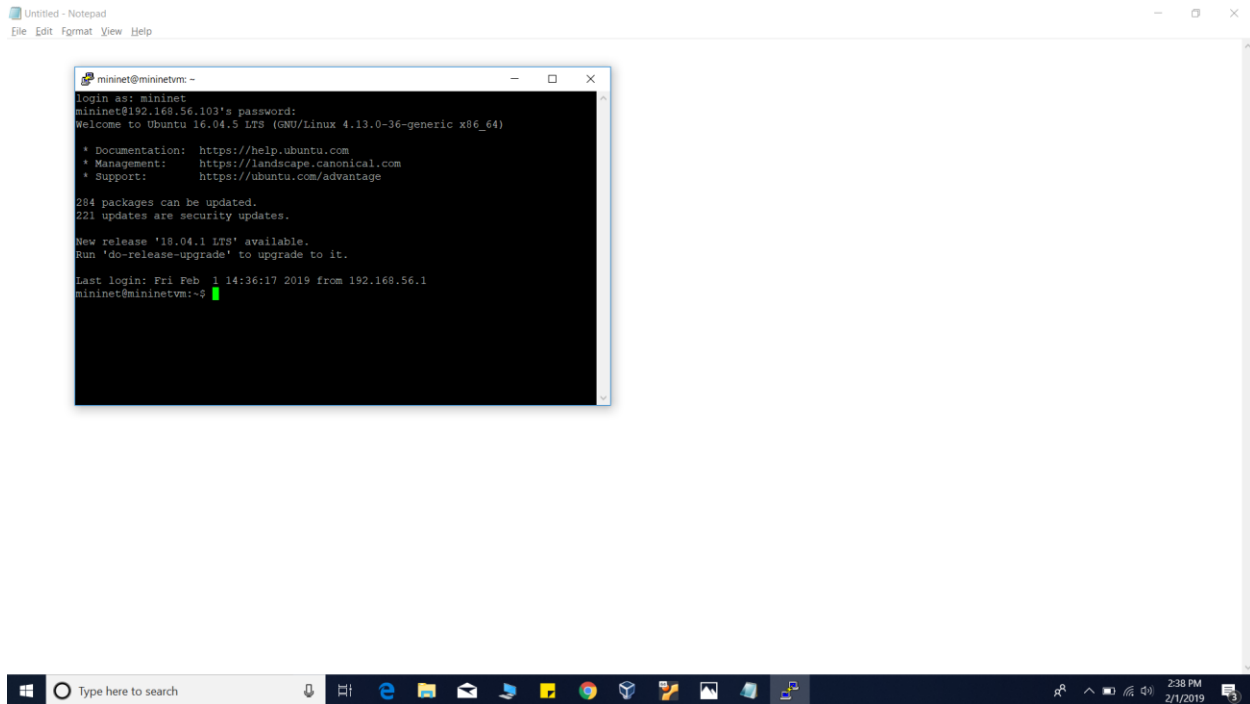 Untitled - Notepad
File Edit Format View Help
mininet@mininetvm: ~
login as: mininet
mininet@192.168.56.103's password:
Welcome to Ubuntu 16.04.5 LTS (GNU/Linux 4.13.0-36-generic x86_64)
* Documentation: https://help.ubuntu.com
* Management: https://landscape.canonical.com
* Support: https://ubuntu.com/advantage
284 packages can be updated.
221 updates are security updates.
New release '18.04.1 LTS' available.
Run 'do-release-upgrade' to upgrade to it.
Last login: Fri Feb 1 14:36:17 2019 from 192.168.56.1
mininet@mininetvm:~$
Type here to search
2:38 PM
2/1/2019
3